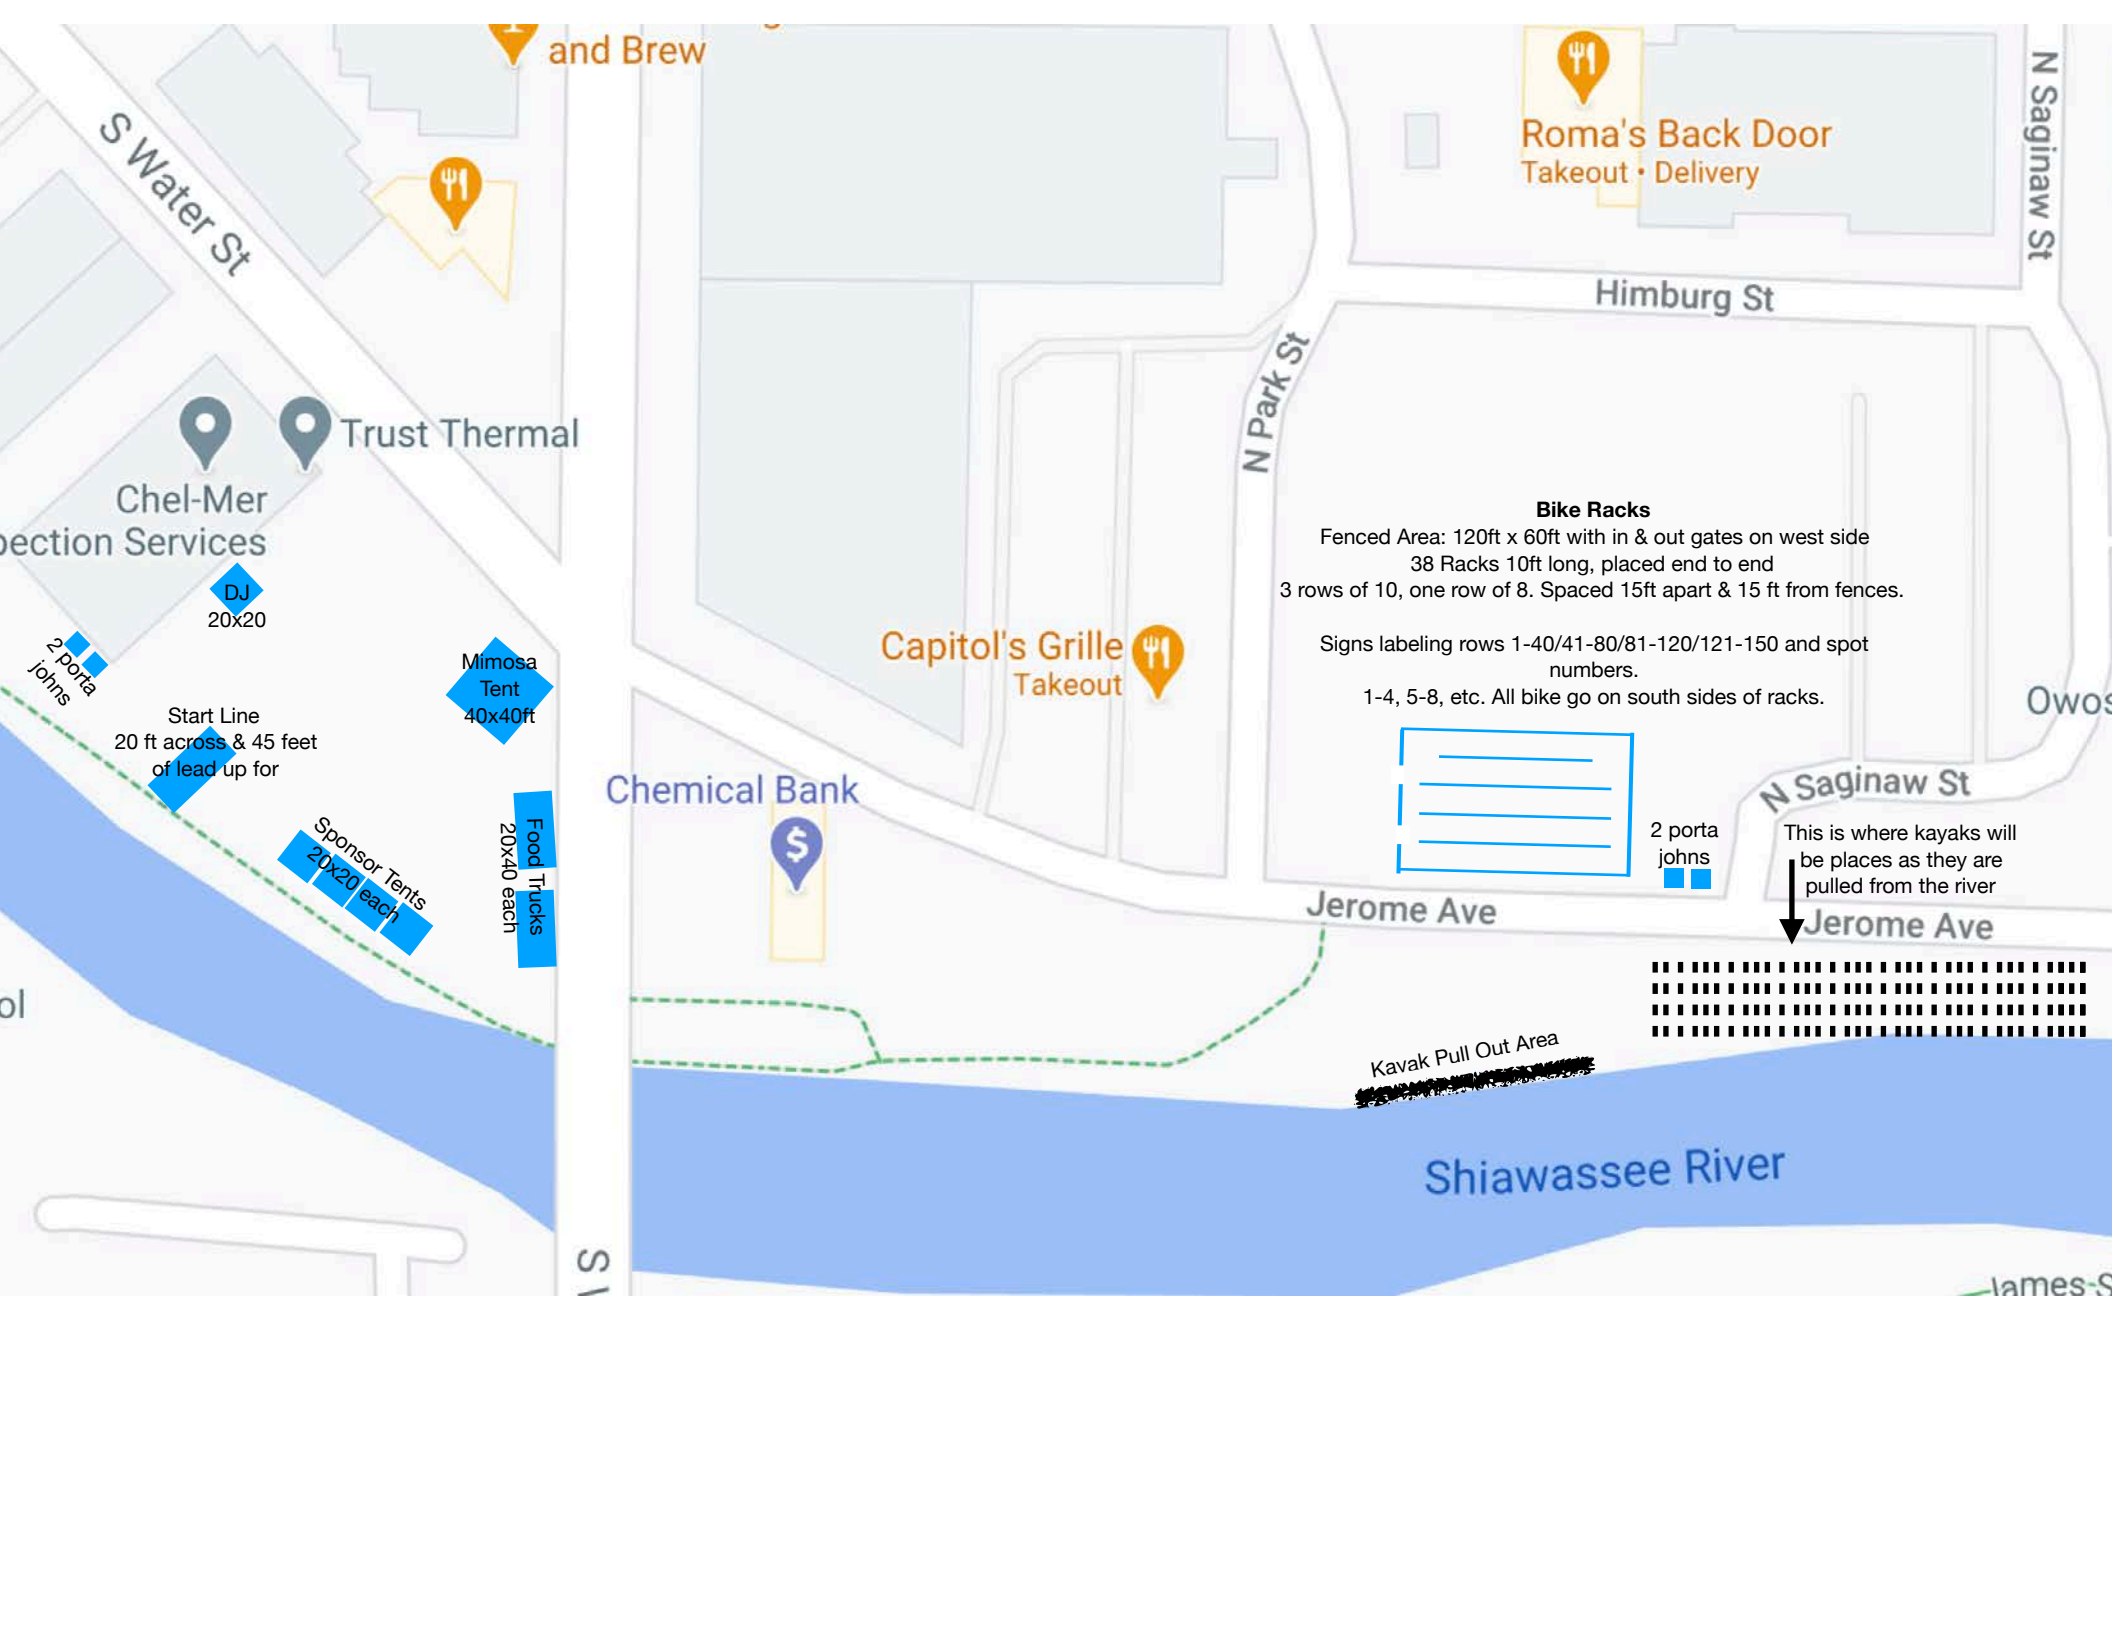 and Brew
S Water St
Roma's Back Door
Takeout • Delivery
N Saginaw St
Himburg St
N Park St
Trust Thermal
Chel-Mer
pection Services
DJ
20x20
2 porta
johns
Mimosa
Tent
40x40ft
Start Line
20 ft across & 45 feet
of lead up for
Sponsor Tents
20x20 each
Food Trucks
20x40 each
Chemical Bank
$
Capitol's Grille
Takeout
Bike Racks
Fenced Area: 120ft x 60ft with in & out gates on west side
38 Racks 10ft long, placed end to end
3 rows of 10, one row of 8. Spaced 15ft apart & 15 ft from fences.
Signs labeling rows 1-40/41-80/81-120/121-150 and spot
numbers.
1-4, 5-8, etc. All bike go on south sides of racks.
Owos
N Saginaw St
2 porta
johns
This is where kayaks will
be places as they are
pulled from the river
Jerome Ave
Jerome Ave
ol
Kayak Pull Out Area
Shiawassee River
S
James-S